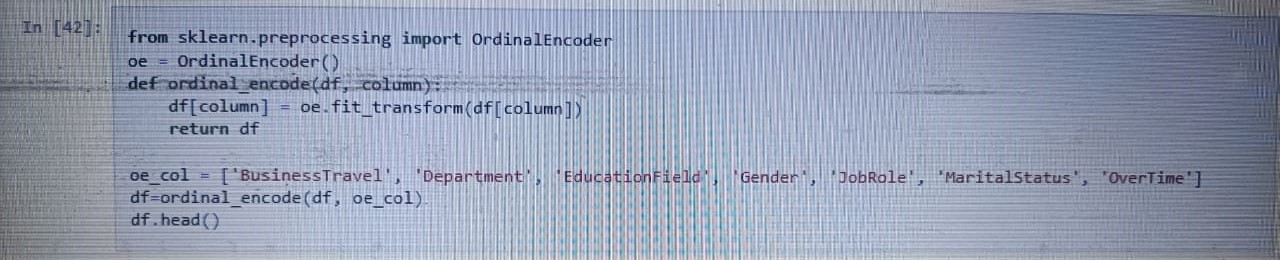 In [42]:
from sklearn.preprocessing import OrdinalEncoder
oe = OrdinalEncoder()
def ordinal_encode(df, column):
    df[column] = oe.fit_transform(df[column])
    return df

oe_col = ['BusinessTravel', 'Department', 'EducationField', 'Gender', 'JobRole', 'MaritalStatus', 'OverTime']
df=ordinal_encode(df, oe_col)
df.head()